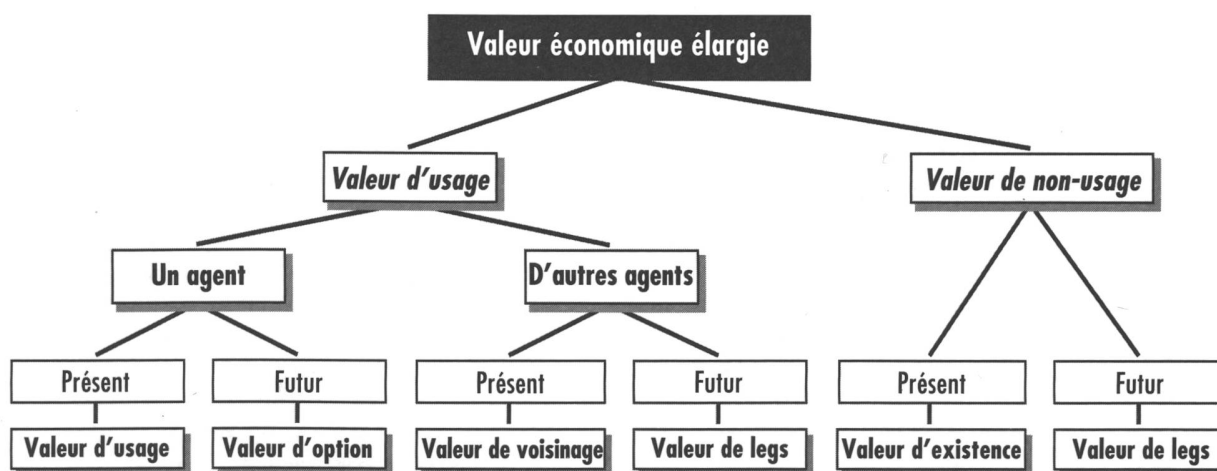 Valeur économique élargie
Valeur d'usage
Valeur de non-usage
Un agent
D'autres agents
Présent
Futur
Présent
Futur
Présent
Futur
Valeur d'usage
Valeur d'option
Valeur de voisinage
Valeur de legs
Valeur d'existence
Valeur de legs